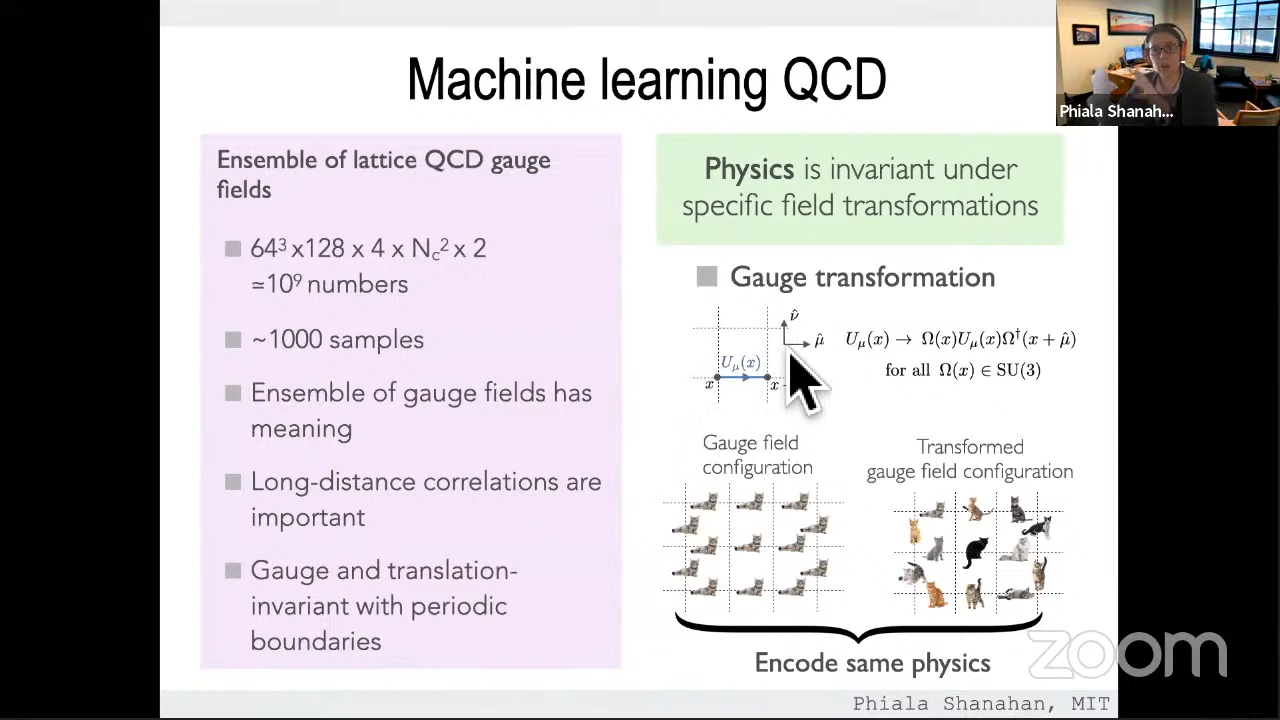 Machine learning QCD
Phiala Shanah...
Ensemble of lattice QCD gauge
fields
64³ x128 x 4 x N_c² x 2
≃10⁹ numbers
~1000 samples
Ensemble of gauge fields has
meaning
Long-distance correlations are
important
Gauge and translation-
invariant with periodic
boundaries
Physics is invariant under
specific field transformations
Gauge transformation
ν̂
μ̂
U_μ(x)
x
x
U_μ(x) → Ω(x)U_μ(x)Ω†(x + μ̂)
for all Ω(x) ∈ SU(3)
Gauge field
configuration
Transformed
gauge field configuration
Encode same physics
zoom
Phiala Shanahan, MIT